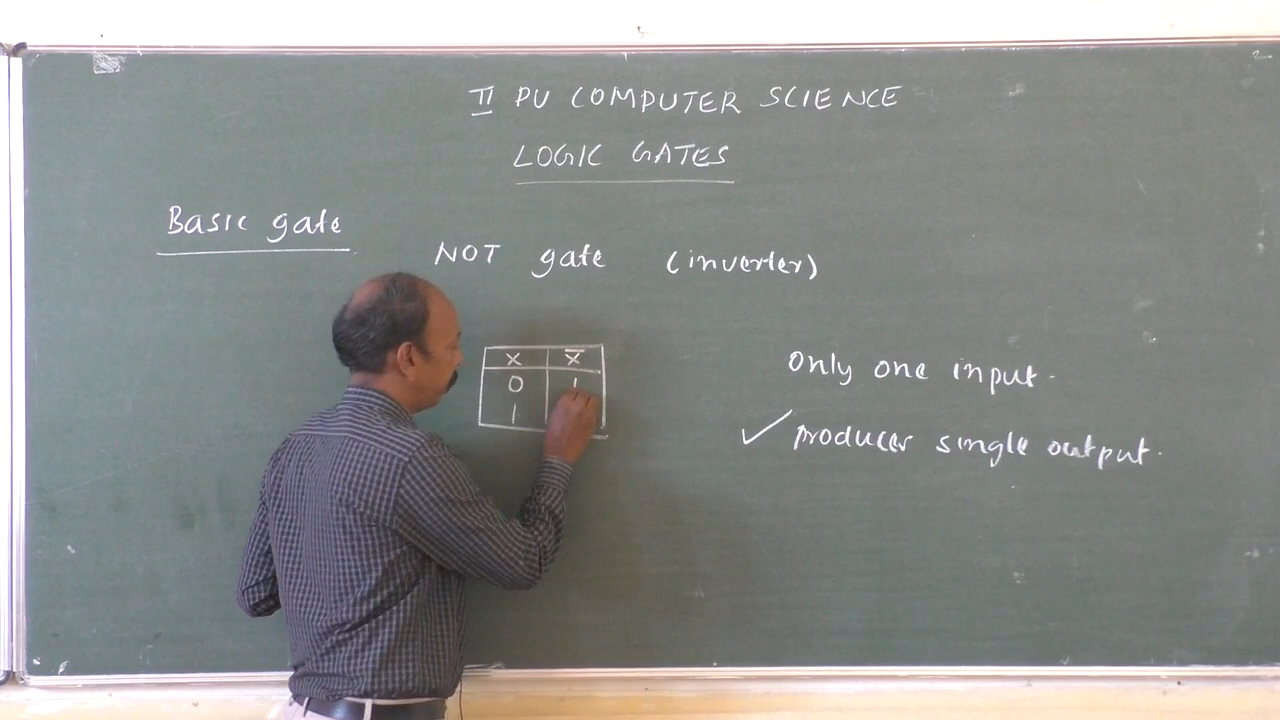 II PU COMPUTER SCIENCE
LOGIC GATES
Basic gate
NOT gate (inverter)
X X̅
0 1
1
Only one input.
✓ produces single output.